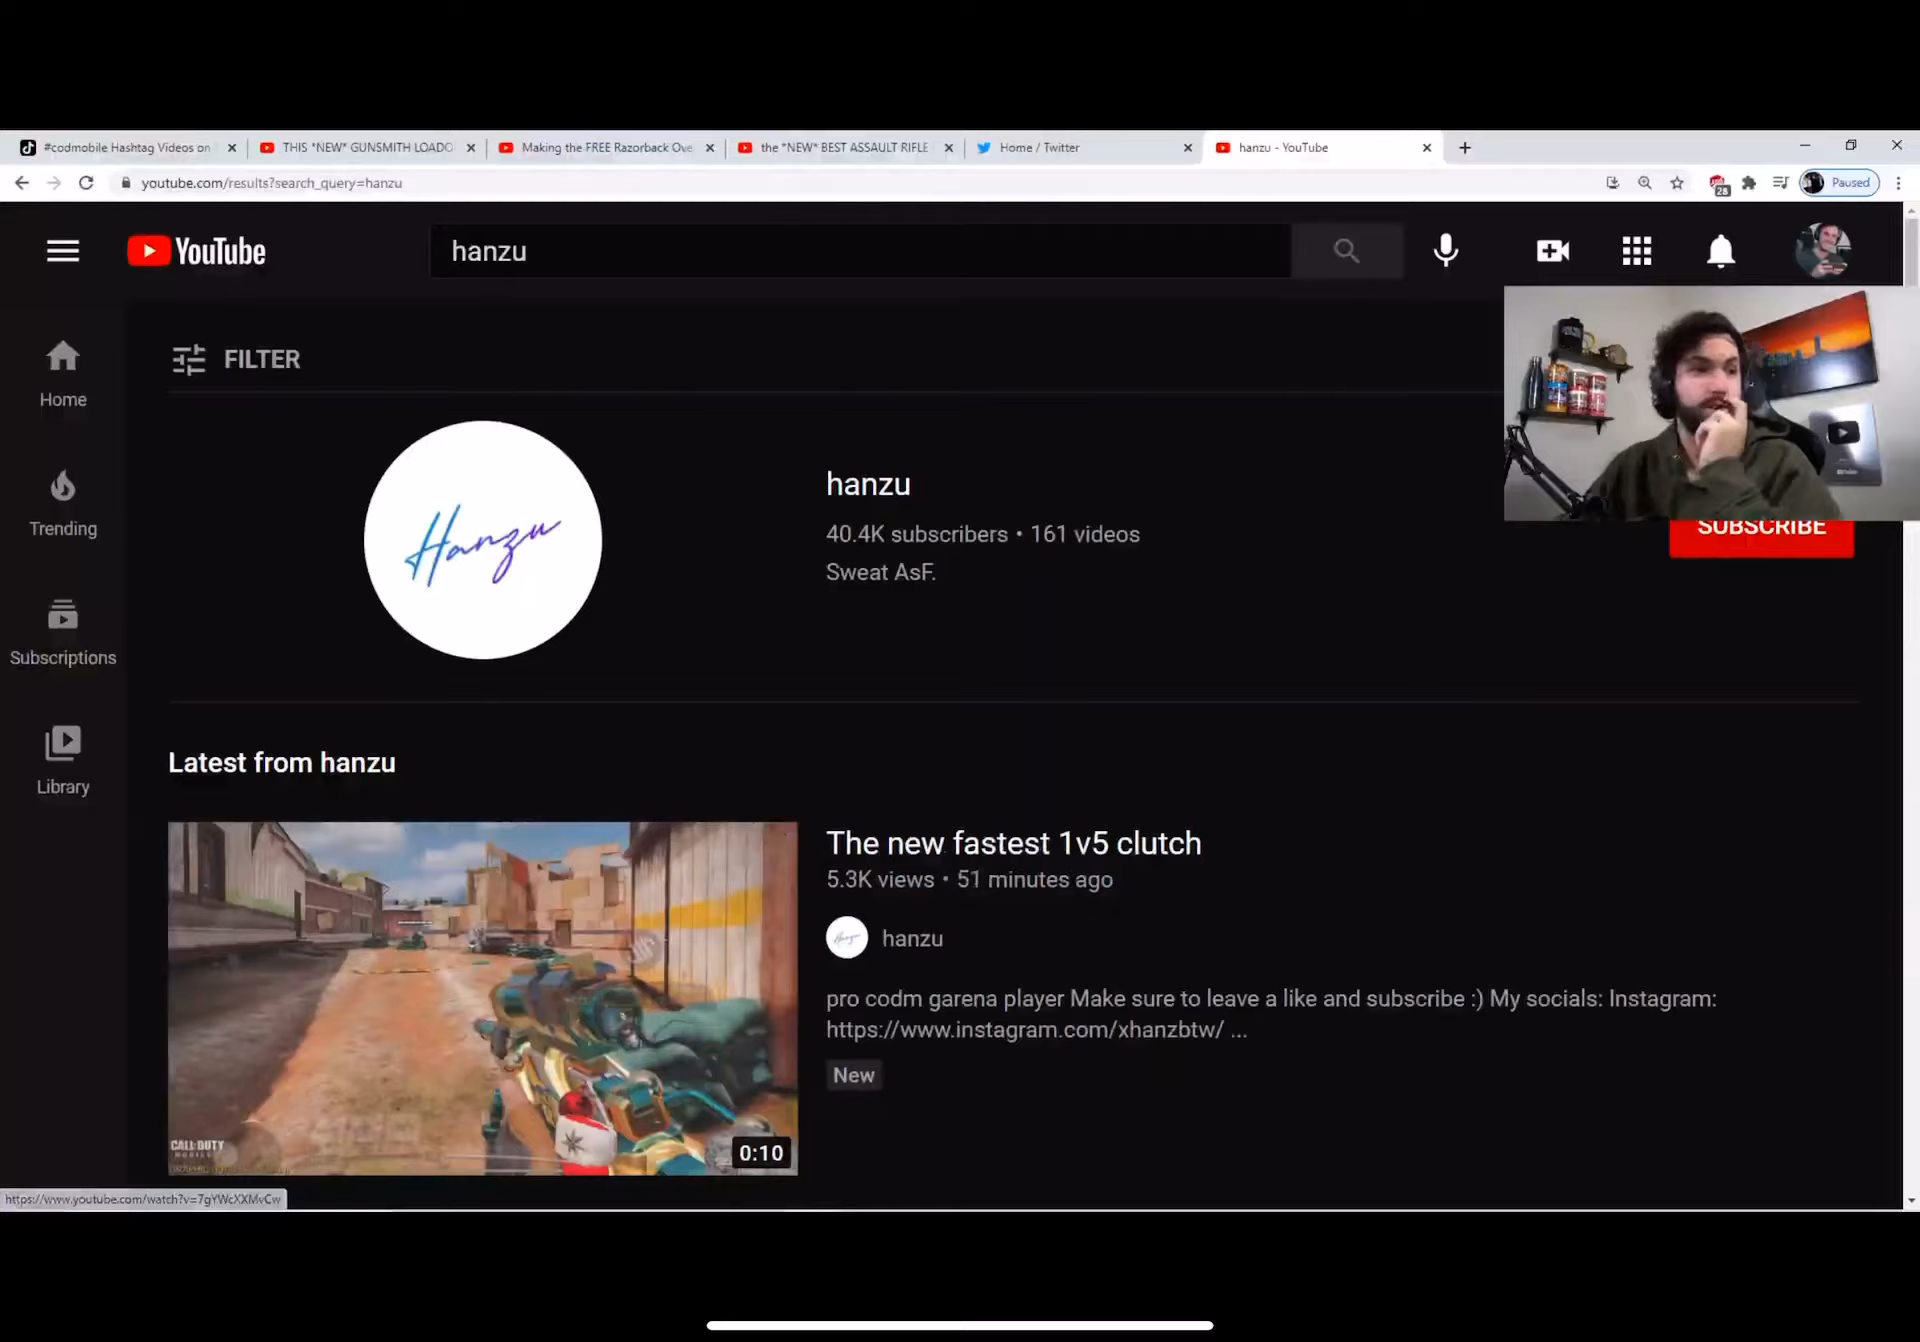 #codmobile Hashtag Videos on
THIS *NEW* GUNSMITH LOADO
Making the FREE Razorback Ove
the *NEW* BEST ASSAULT RIFLE
Home / Twitter
hanzu - YouTube
youtube.com/results?search_query=hanzu
28
Paused
YouTube
hanzu
Home
Trending
Subscriptions
Library
FILTER
Hanzu
hanzu
40.4K subscribers • 161 videos
Sweat AsF.
SUBSCRIBE
Latest from hanzu
The new fastest 1v5 clutch
5.3K views • 51 minutes ago
hanzu
pro codm garena player Make sure to leave a like and subscribe :) My socials: Instagram:
https://www.instagram.com/xhanzbtw/ ...
New
CALL·DUTY
MOBILE
0:10
https://www.youtube.com/watch?v=7gYWcXXMvCw